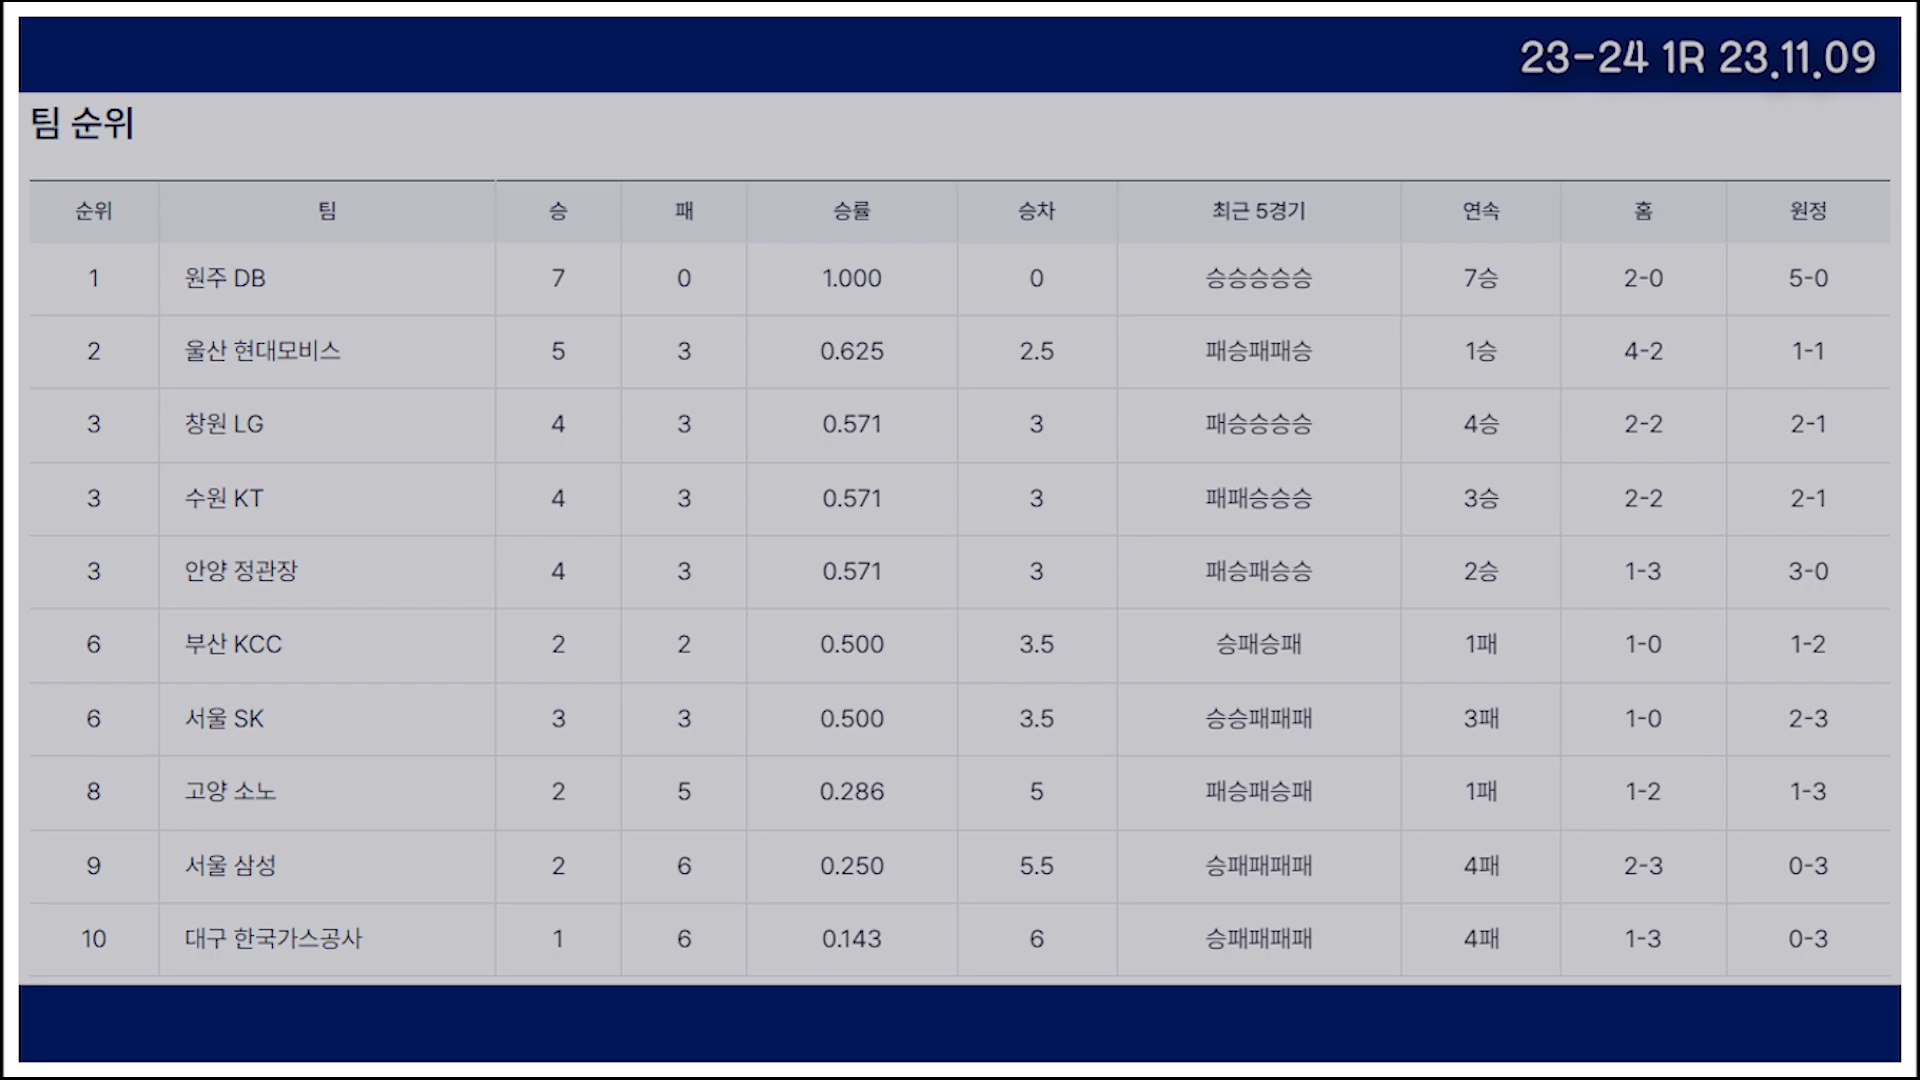 23-24 1R 23.11.09
팀 순위
순위 팀 승 패 승률 승차 최근 5경기 연속 홈 원정
1 원주 DB 7 0 1.000 0 승승승승승 7승 2-0 5-0
2 울산 현대모비스 5 3 0.625 2.5 패승패패승 1승 4-2 1-1
3 창원 LG 4 3 0.571 3 패승승승승 4승 2-2 2-1
3 수원 KT 4 3 0.571 3 패패승승승 3승 2-2 2-1
3 안양 정관장 4 3 0.571 3 패승패승승 2승 1-3 3-0
6 부산 KCC 2 2 0.500 3.5 승패승패 1패 1-0 1-2
6 서울 SK 3 3 0.500 3.5 승승패패패 3패 1-0 2-3
8 고양 소노 2 5 0.286 5 패승패승패 1패 1-2 1-3
9 서울 삼성 2 6 0.250 5.5 승패패패패 4패 2-3 0-3
10 대구 한국가스공사 1 6 0.143 6 승패패패패 4패 1-3 0-3